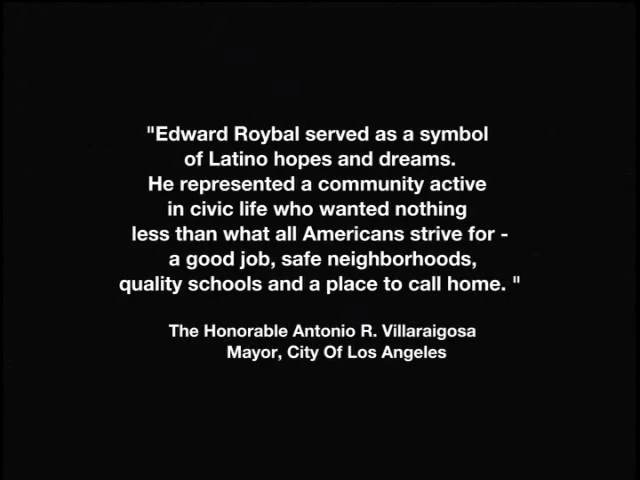 "Edward Roybal served as a symbol
of Latino hopes and dreams.
He represented a community active
in civic life who wanted nothing
less than what all Americans strive for -
a good job, safe neighborhoods,
quality schools and a place to call home. "
The Honorable Antonio R. Villaraigosa
Mayor, City Of Los Angeles